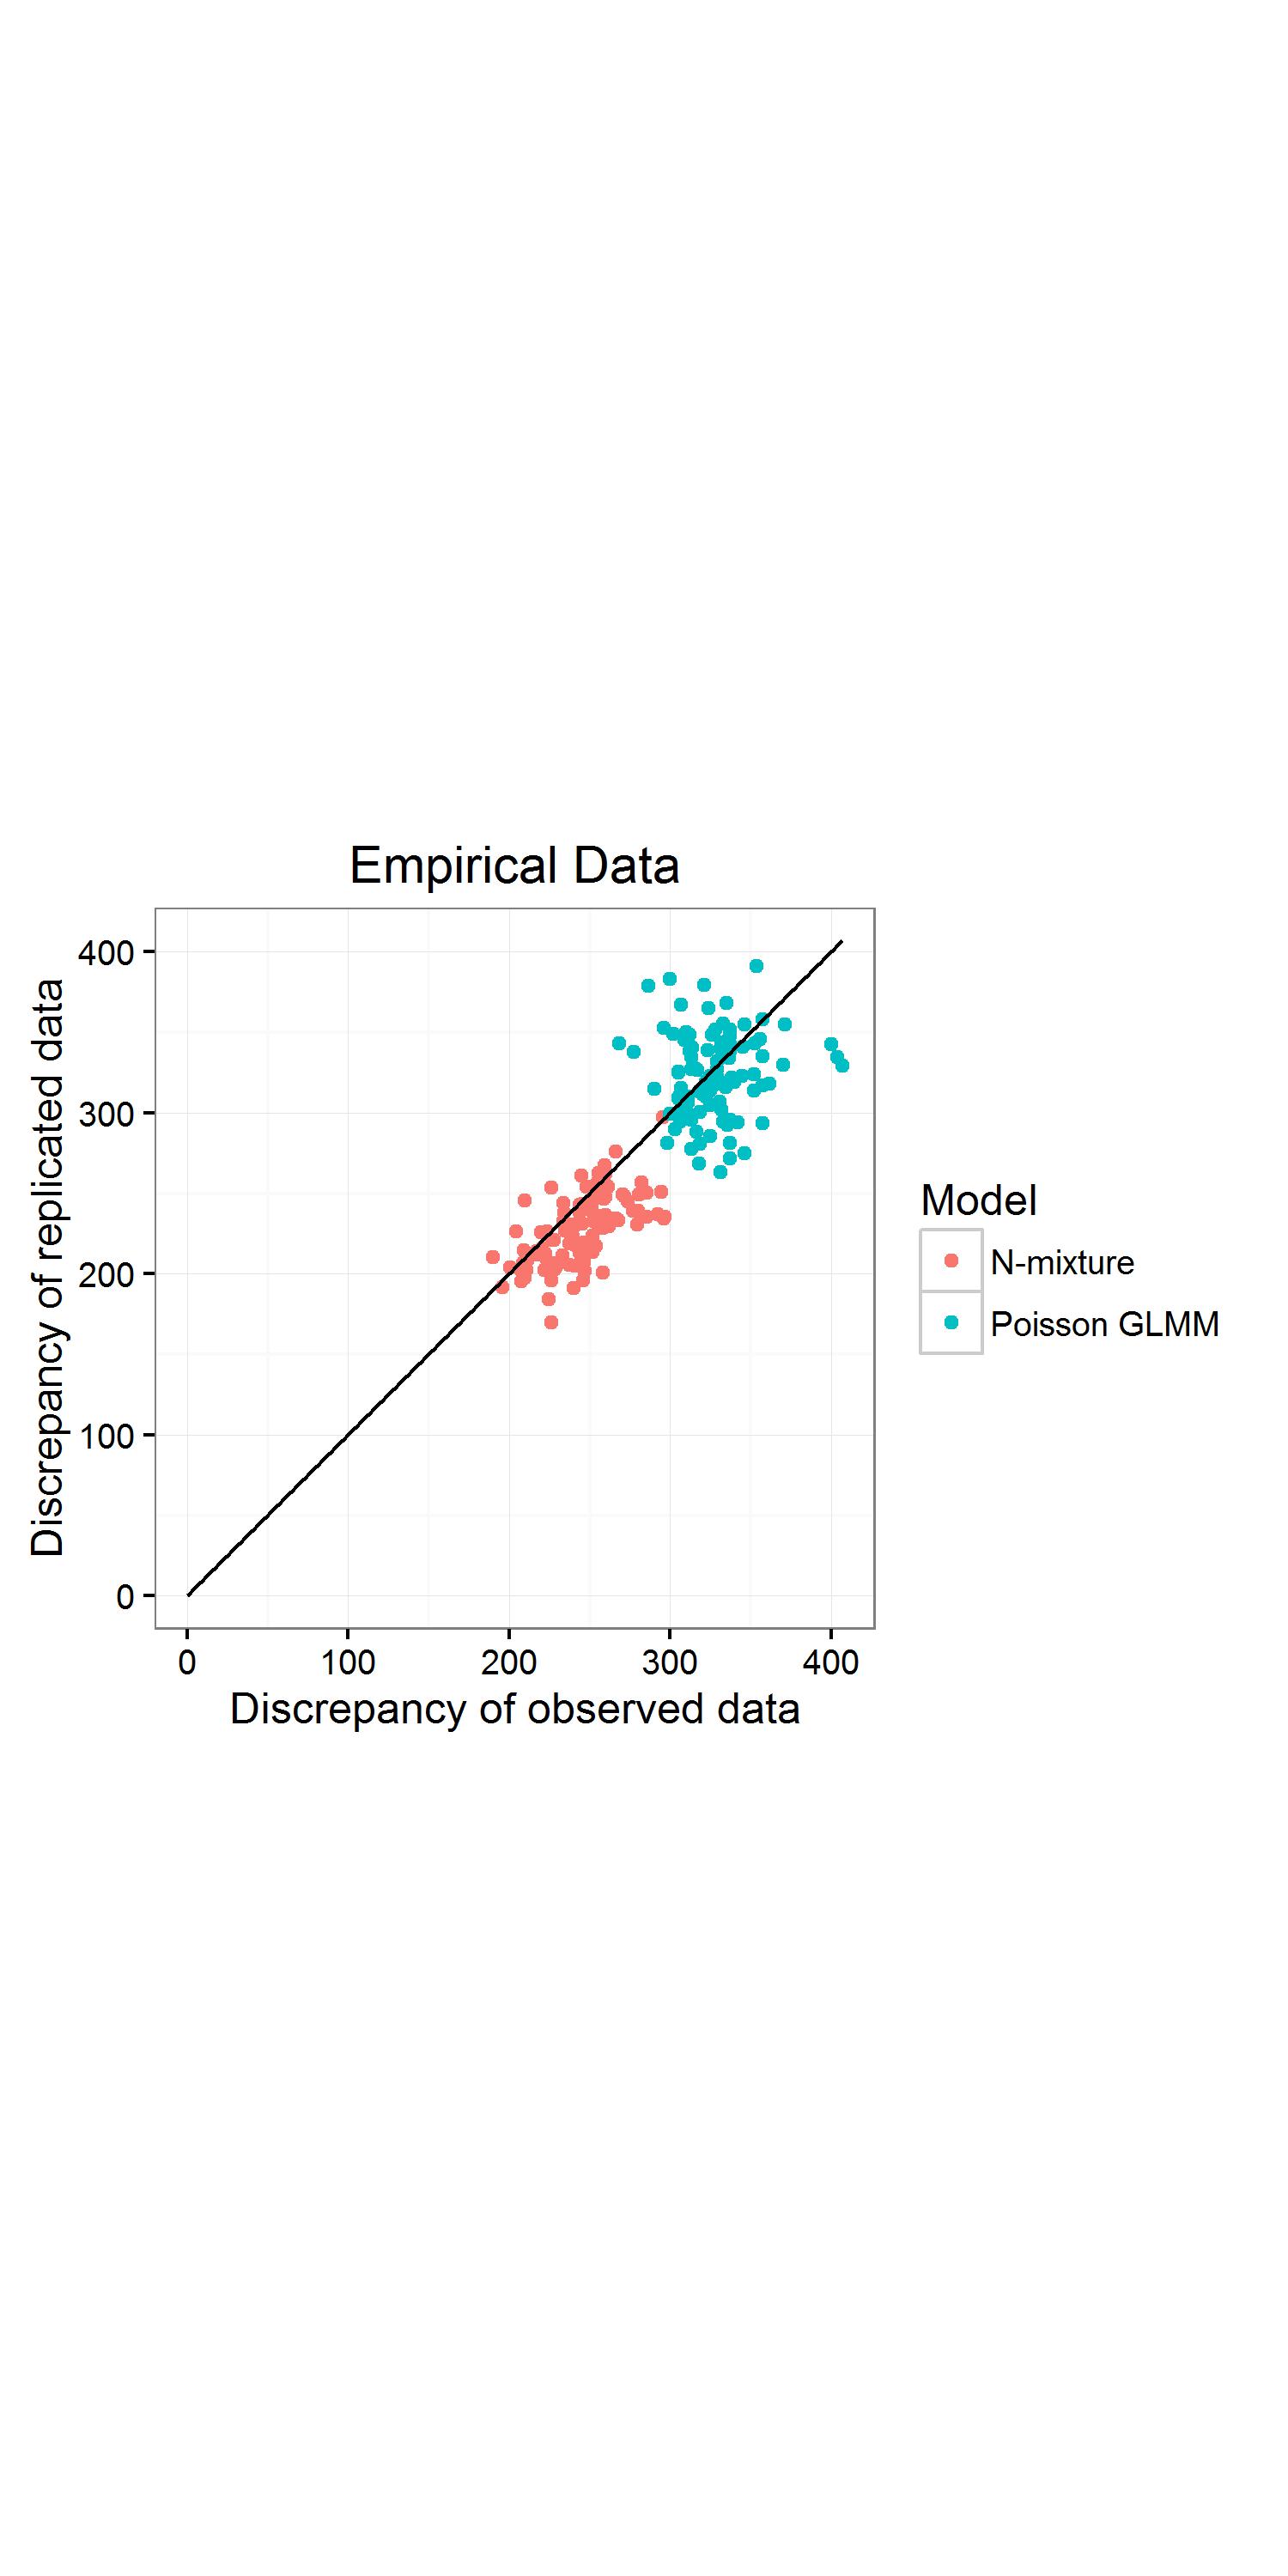 Empirical Data
Discrepancy of replicated data
400
300
200
100
0
0 100 200 300 400
Discrepancy of observed data
Model
N-mixture
Poisson GLMM